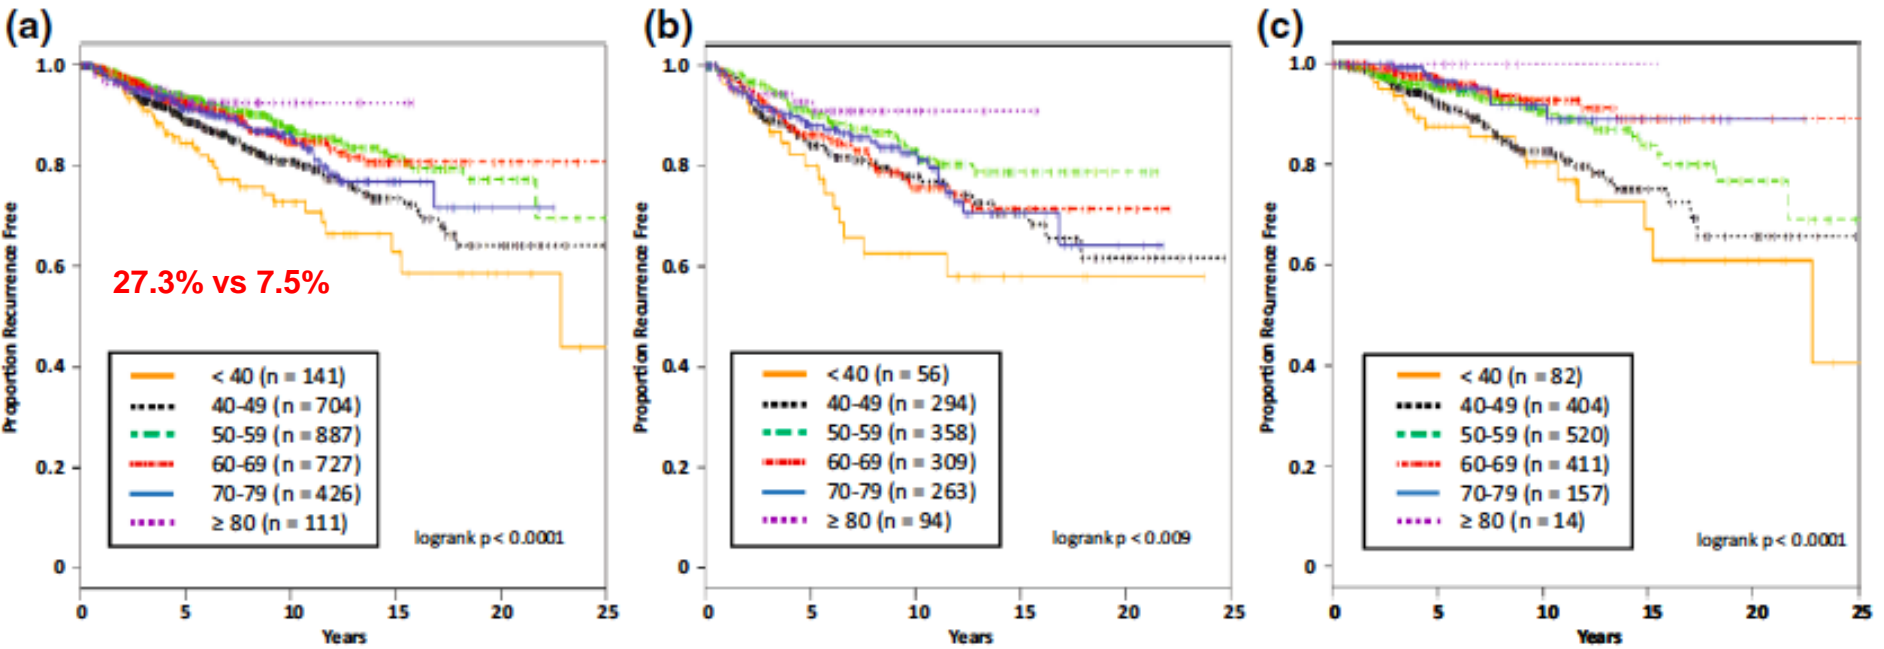 (a)
(b)
(c)
1.0
0.8
0.6
0.4
0.2
0
Proportion Recurrence Free
27.3% vs 7.5%
< 40 (n = 141)
40-49 (n = 704)
50-59 (n = 887)
60-69 (n = 727)
70-79 (n = 426)
≥ 80 (n = 111)
logrank p < 0.0001
0 5 10 15 20 25
Years
1.0
0.8
0.6
0.4
0.2
0
Proportion Recurrence Free
< 40 (n = 56)
40-49 (n = 294)
50-59 (n = 358)
60-69 (n = 309)
70-79 (n = 263)
≥ 80 (n = 94)
logrank p < 0.009
0 5 10 15 20 25
Years
1.0
0.8
0.6
0.4
0.2
0
Proportion Recurrence Free
< 40 (n = 82)
40-49 (n = 404)
50-59 (n = 520)
60-69 (n = 411)
70-79 (n = 157)
≥ 80 (n = 14)
logrank p < 0.0001
0 5 10 15 20 25
Years